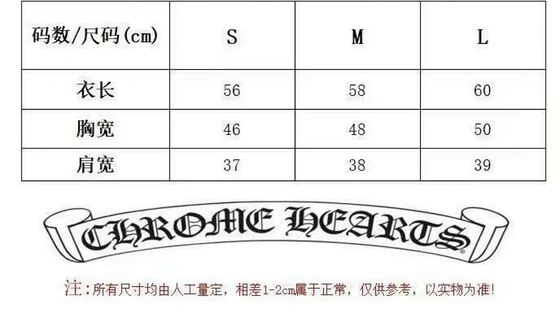 码数/尺码(cm) S M L
衣长 56 58 60
胸宽 46 48 50
肩宽 37 38 39
CHROME HEARTS
注:所有尺寸均由人工量定，相差1-2cm属于正常，仅供参考，以实物为准!